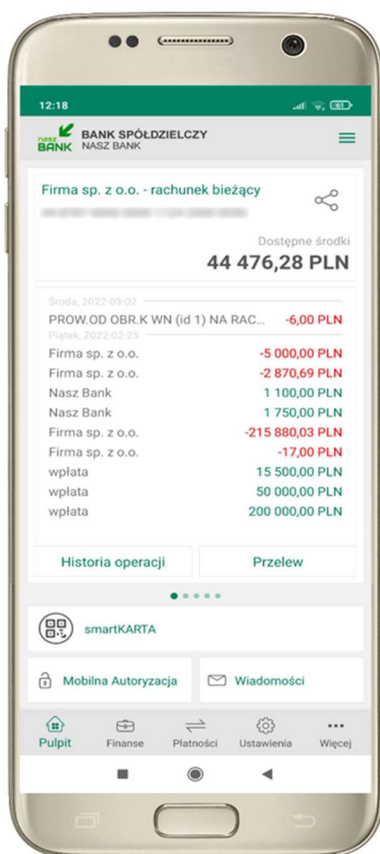 12:18
61
nasz BANK
BANK SPÓŁDZIELCZY
NASZ BANK
Firma sp. z o.o. - rachunek bieżący
Dostępne środki
44 476,28 PLN
Środa, 2022-03-02
PROW.OD OBR.K WN (id 1) NA RAC... -6,00 PLN
Piątek, 2022-02-25
Firma sp. z o.o. -5 000,00 PLN
Firma sp. z o.o. -2 870,69 PLN
Nasz Bank 1 100,00 PLN
Nasz Bank 1 750,00 PLN
Firma sp. z o.o. -215 880,03 PLN
Firma sp. z o.o. -17,00 PLN
wpłata 15 500,00 PLN
wpłata 50 000,00 PLN
wpłata 200 000,00 PLN
Historia operacji Przelew
smartKARTA
Mobilna Autoryzacja Wiadomości
Pulpit Finanse Płatności Ustawienia Więcej